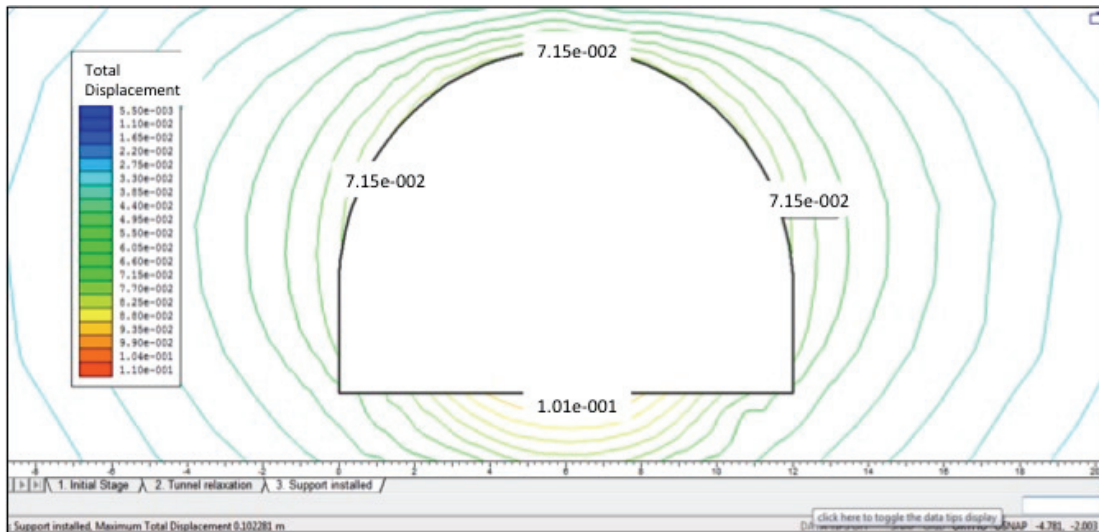 7.15e-002
Total
Displacement
5.50e-003
1.10e-002
1.65e-002
2.20e-002
2.75e-002
3.30e-002
3.85e-002
4.40e-002
4.95e-002
5.50e-002
6.05e-002
6.60e-002
7.15e-002
7.70e-002
8.25e-002
8.80e-002
9.35e-002
9.90e-002
1.04e-001
1.10e-001
7.15e-002
7.15e-002
1.01e-001
-8 -6 -4 -2 0 2 4 6 8 10 12 14 16 18 20
1. Initial Stage 2. Tunnel relaxation 3. Support installed
click here to toggle the data tips display
Support installed, Maximum Total Displacement 0.102281 m
OSNAP -4.781, -2.003